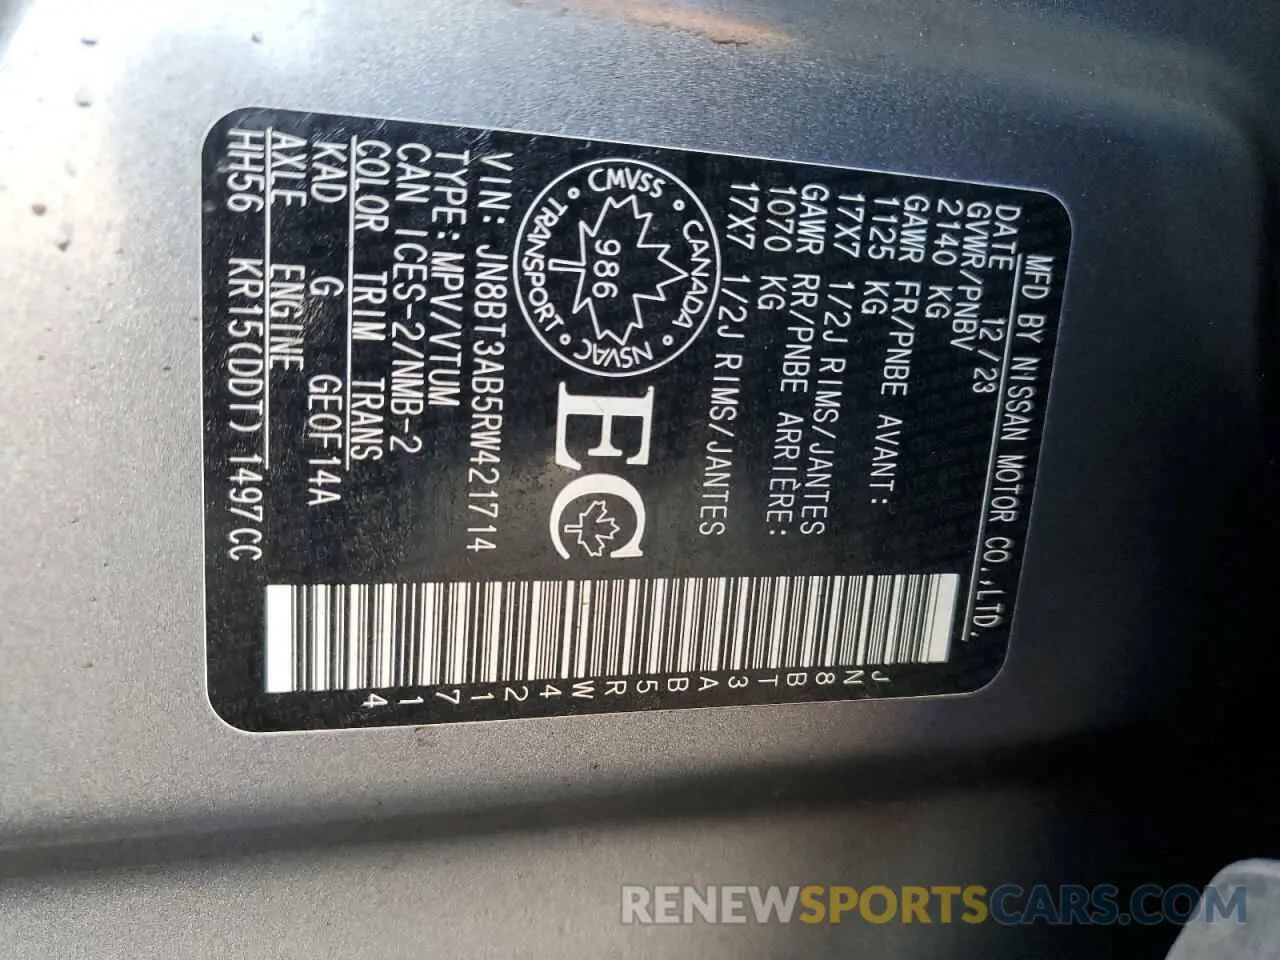 MFD BY NISSAN MOTOR CO.,LTD.
DATE 12/23
GVWR/PNBV
2140 KG
GAWR FR/PNBE AVANT:
1125 KG
17X7 1/2J RIMS/JANTES
GAWR RR/PNBE ARRIÈRE:
1070 KG
17X7 1/2J RIMS/JANTES
CMVSS • CANADA • NSVAC • TRANSPORT •
986
EC
VIN: JN8BT3AB5RW421714
TYPE: MPV/VTUM
CAN ICES-2/NMB-2
COLOR TRIM TRANS
KAD G GE0F14A
AXLE ENGINE
HH56 KR15(DDT) 1497CC
JN8BT3AB5RW421714
RENEWSPORTSCARS.COM